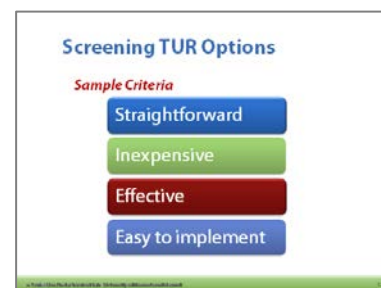 Screening TUR Options
Sample Criteria
Straightforward
Inexpensive
Effective
Easy to implement